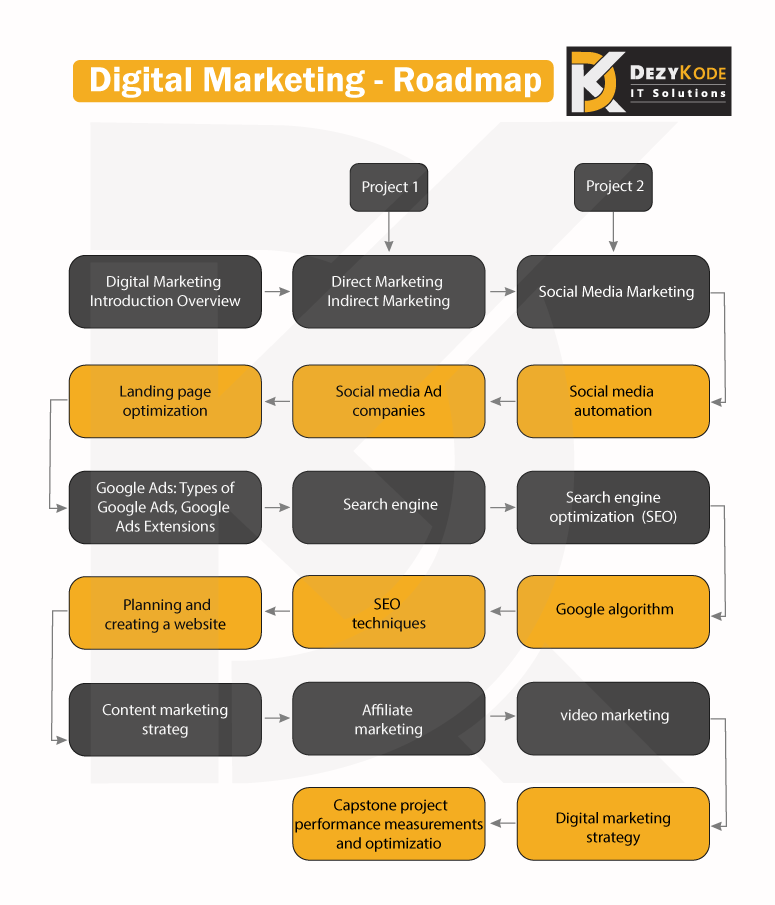 Digital Marketing - Roadmap
DEZYKODE
IT Solutions
Project 1
Project 2
Digital Marketing
Introduction Overview
Direct Marketing
Indirect Marketing
Social Media Marketing
Landing page
optimization
Social media Ad
companies
Social media
automation
Google Ads: Types of
Google Ads, Google
Ads Extensions
Search engine
Search engine
optimization (SEO)
Planning and
creating a website
SEO
techniques
Google algorithm
Content marketing
strateg
Affiliate
marketing
video marketing
Capstone project
performance measurements
and optimizatio
Digital marketing
strategy